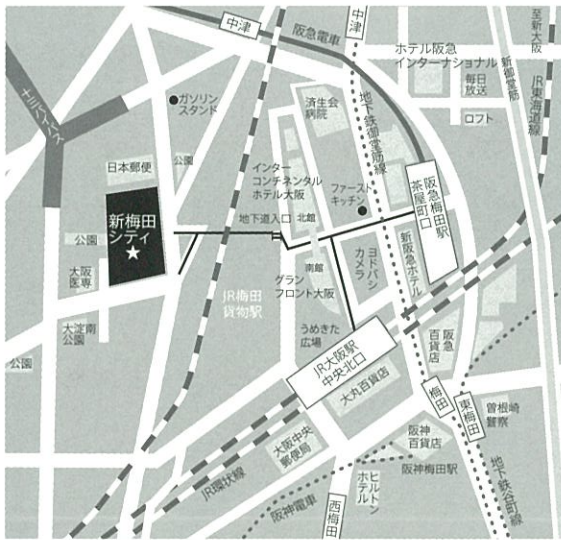 中津
阪急電車
中津
ホテル阪急
インターナショナル
毎日
放送
ロフト
新御堂筋
至新大阪
JR東海道線
ガソリン
スタンド
済生会
病院
地下鉄御堂筋線
日本郵便
公園
インター
コンチネンタル
ホテル大阪
ファースト
キッチン
地下道入口
北館
阪急梅田駅
茶屋町口
新梅田
シティ
★
公園
大阪
医専
大淀南
公園
公園
JR梅田
貨物駅
南館
グラン
フロント大阪
ヨドバシ
カメラ
新阪急ホテル
うめきた
広場
JR大阪駅
中央北口
大丸百貨店
阪急
百貨店
梅田
東梅田
曽根崎
警察
大阪中央
郵便局
阪神
百貨店
阪神梅田駅
ヒルトン
ホテル
JR環状線
阪神電車
西梅田
地下鉄谷町線